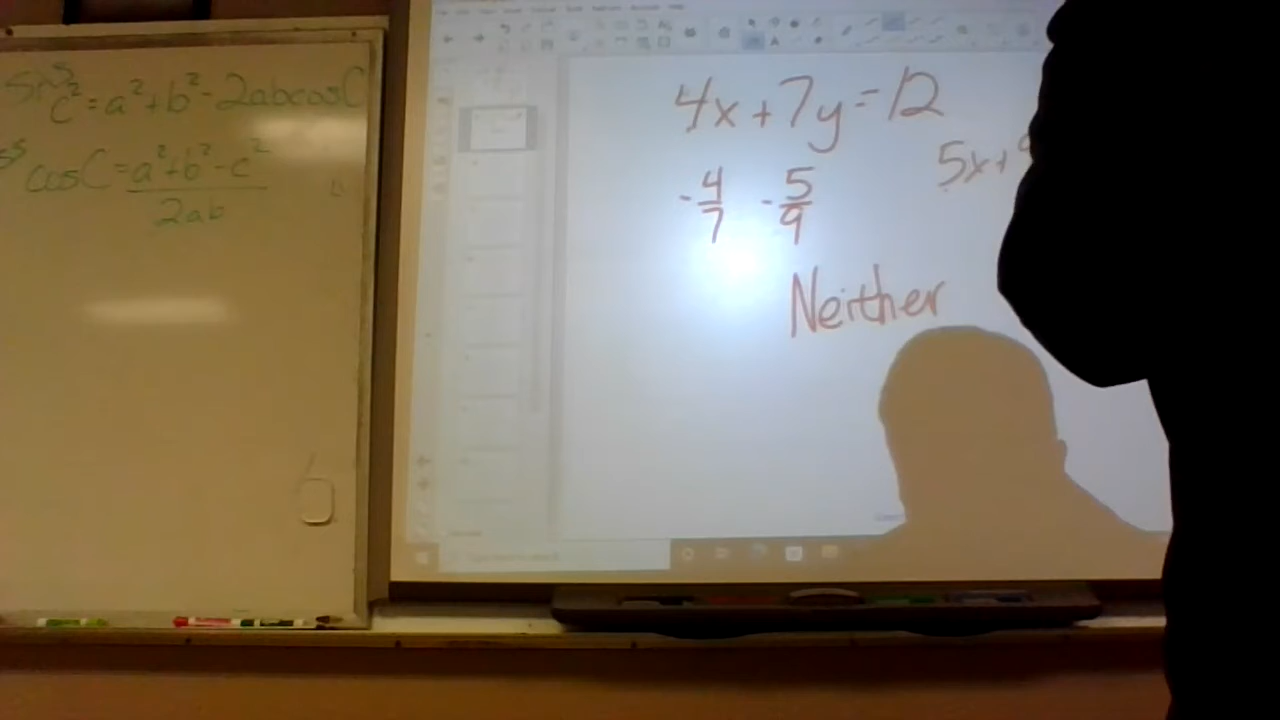 c² = a² + b² - 2abcosC
cosC = a² + b² - c²
2ab
4x + 7y = 12
5x +
- 4/7 - 5/9
Neither